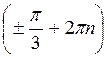 (± π/3 + 2πn)